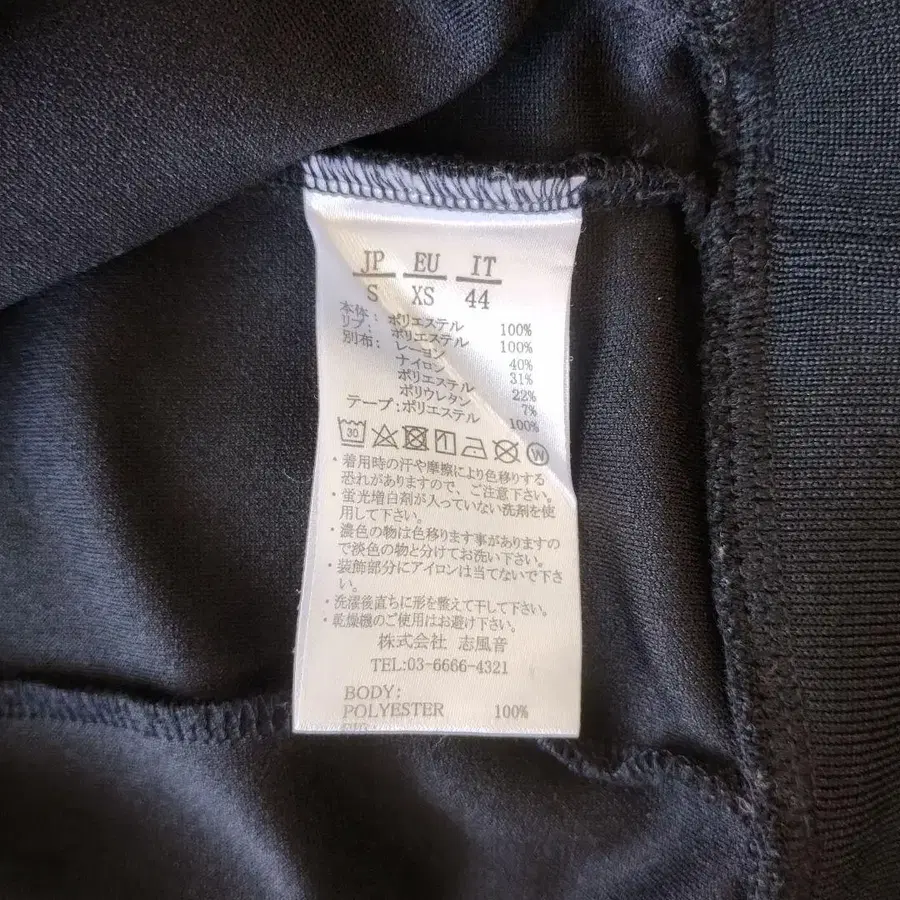 JP EU IT
S XS 44
本体: ポリエステル 100%
リブ: ポリエステル 100%
別布: レーヨン 40%
ナイロン 31%
ポリエステル 22%
ポリウレタン 7%
テープ:ポリエステル 100%
30 W
・着用時の汗や摩擦により色移りする
恐れがありますので、ご注意下さい。
・蛍光増白剤が入っていない洗剤を使
用して下さい。
・濃色の物は色移ります事がありますの
で淡色の物と分けてお洗い下さい。
・装飾部分にアイロンは当てないで下さ
い。
・洗濯後直ちに形を整えて干して下さい。
・乾燥機のご使用はお避け下さい。
株式会社 志風音
TEL:03-6666-4321
BODY:
POLYESTER 100%